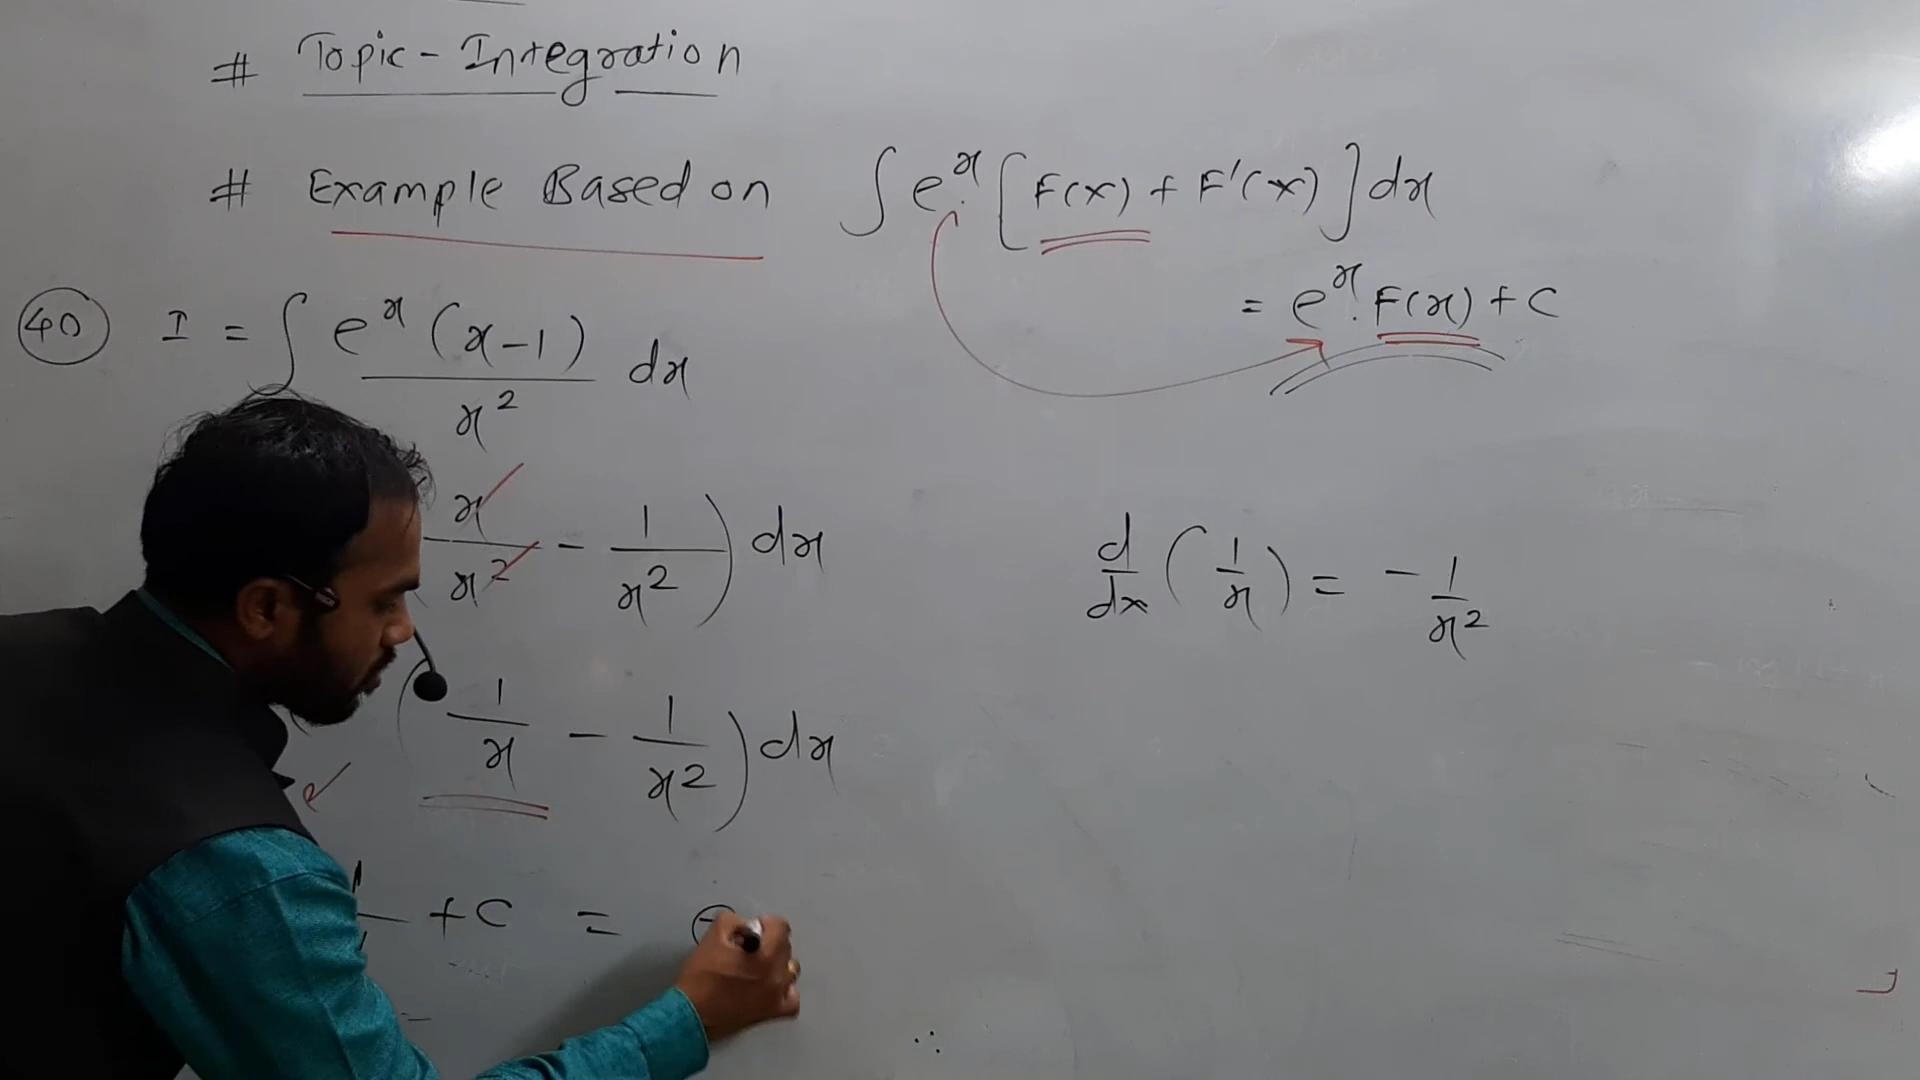 # Topic - Integration
# Example Based on ∫ e^x [F(x) + F'(x)] dx
= e^x . F(x) + C
40 I = ∫ e^x (x-1) / x^2 dx
x / x^2 - 1 / x^2 ) dx
d/dx ( 1/x ) = - 1/x^2
( 1/x - 1/x^2 ) dx
+ C =